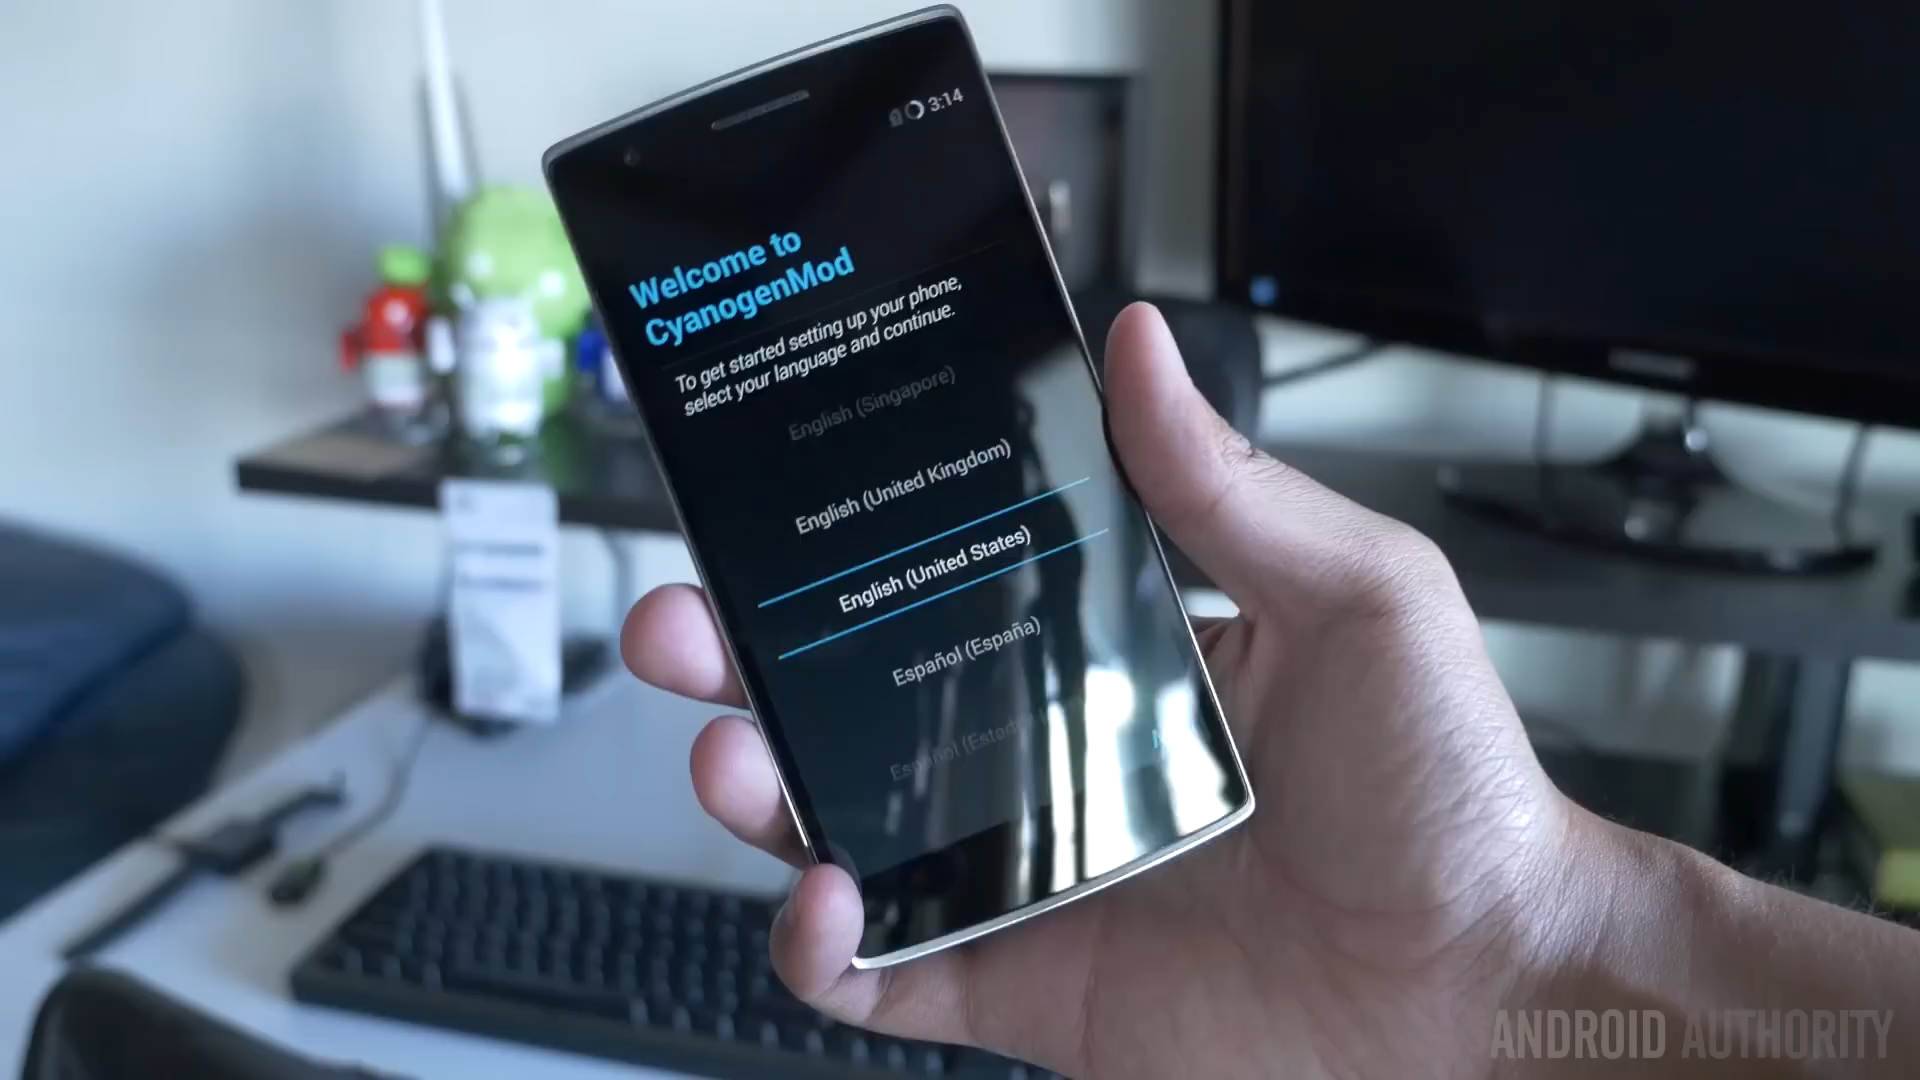 3:14
Welcome to
CyanogenMod
To get started setting up your phone,
select your language and continue.
English (Singapore)
English (United Kingdom)
English (United States)
Español (España)
Español
ANDROID AUTHORITY